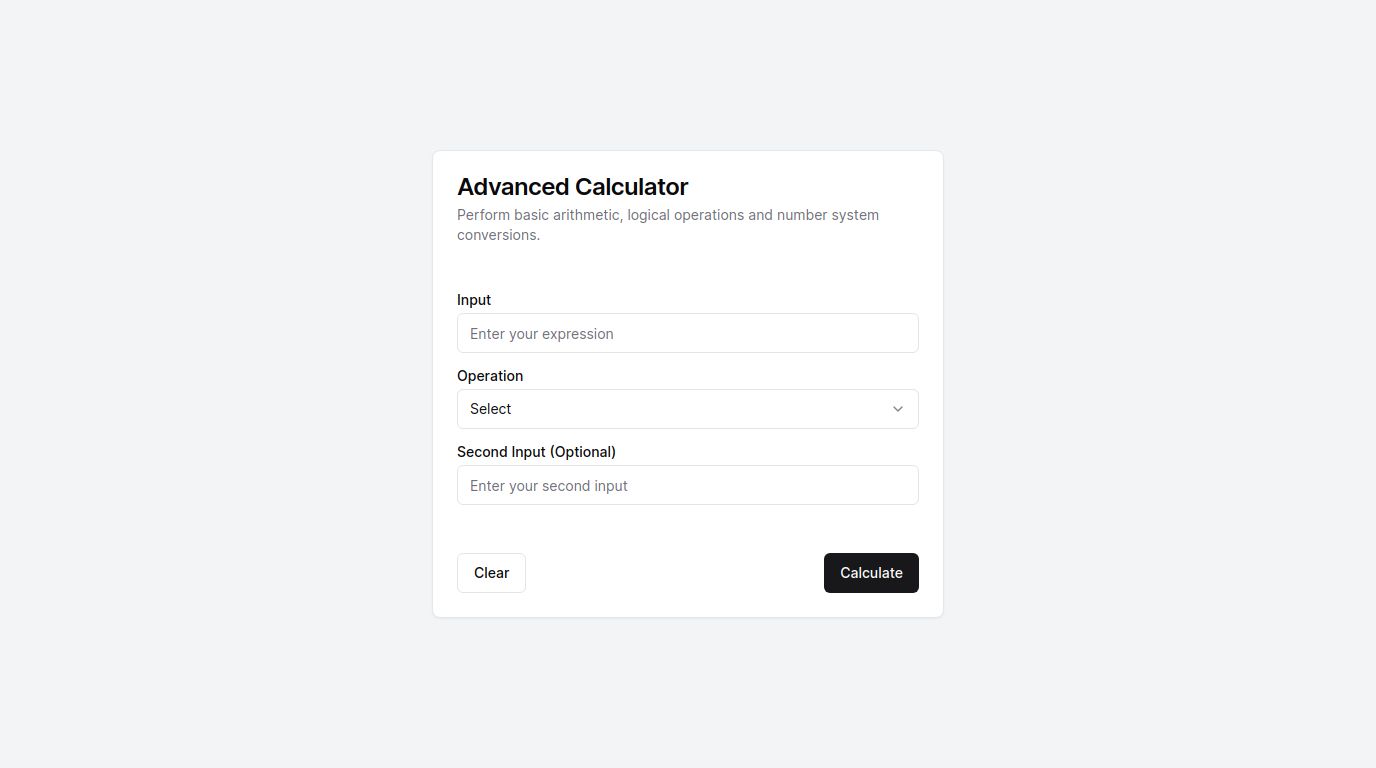 Advanced Calculator
Perform basic arithmetic, logical operations and number system
conversions.
Input
Enter your expression
Operation
Select
Second Input (Optional)
Enter your second input
Clear
Calculate